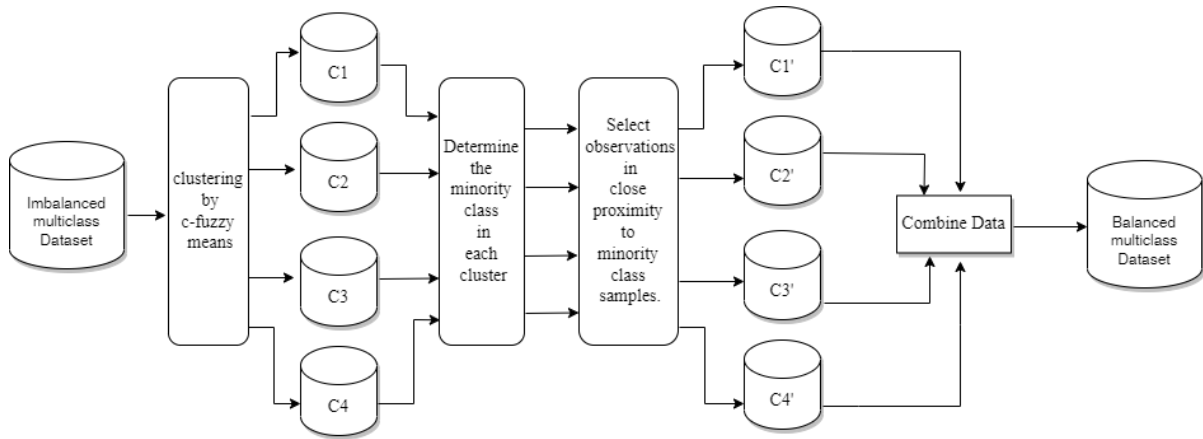 Imbalanced
multiclass
Dataset
clustering
by
c-fuzzy
means
C1
C2
C3
C4
Determine
the
minority
class
in
each
cluster
Select
observations
in
close
proximity
to
minority
class
samples.
C1'
C2'
C3'
C4'
Combine Data
Balanced
multiclass
Dataset